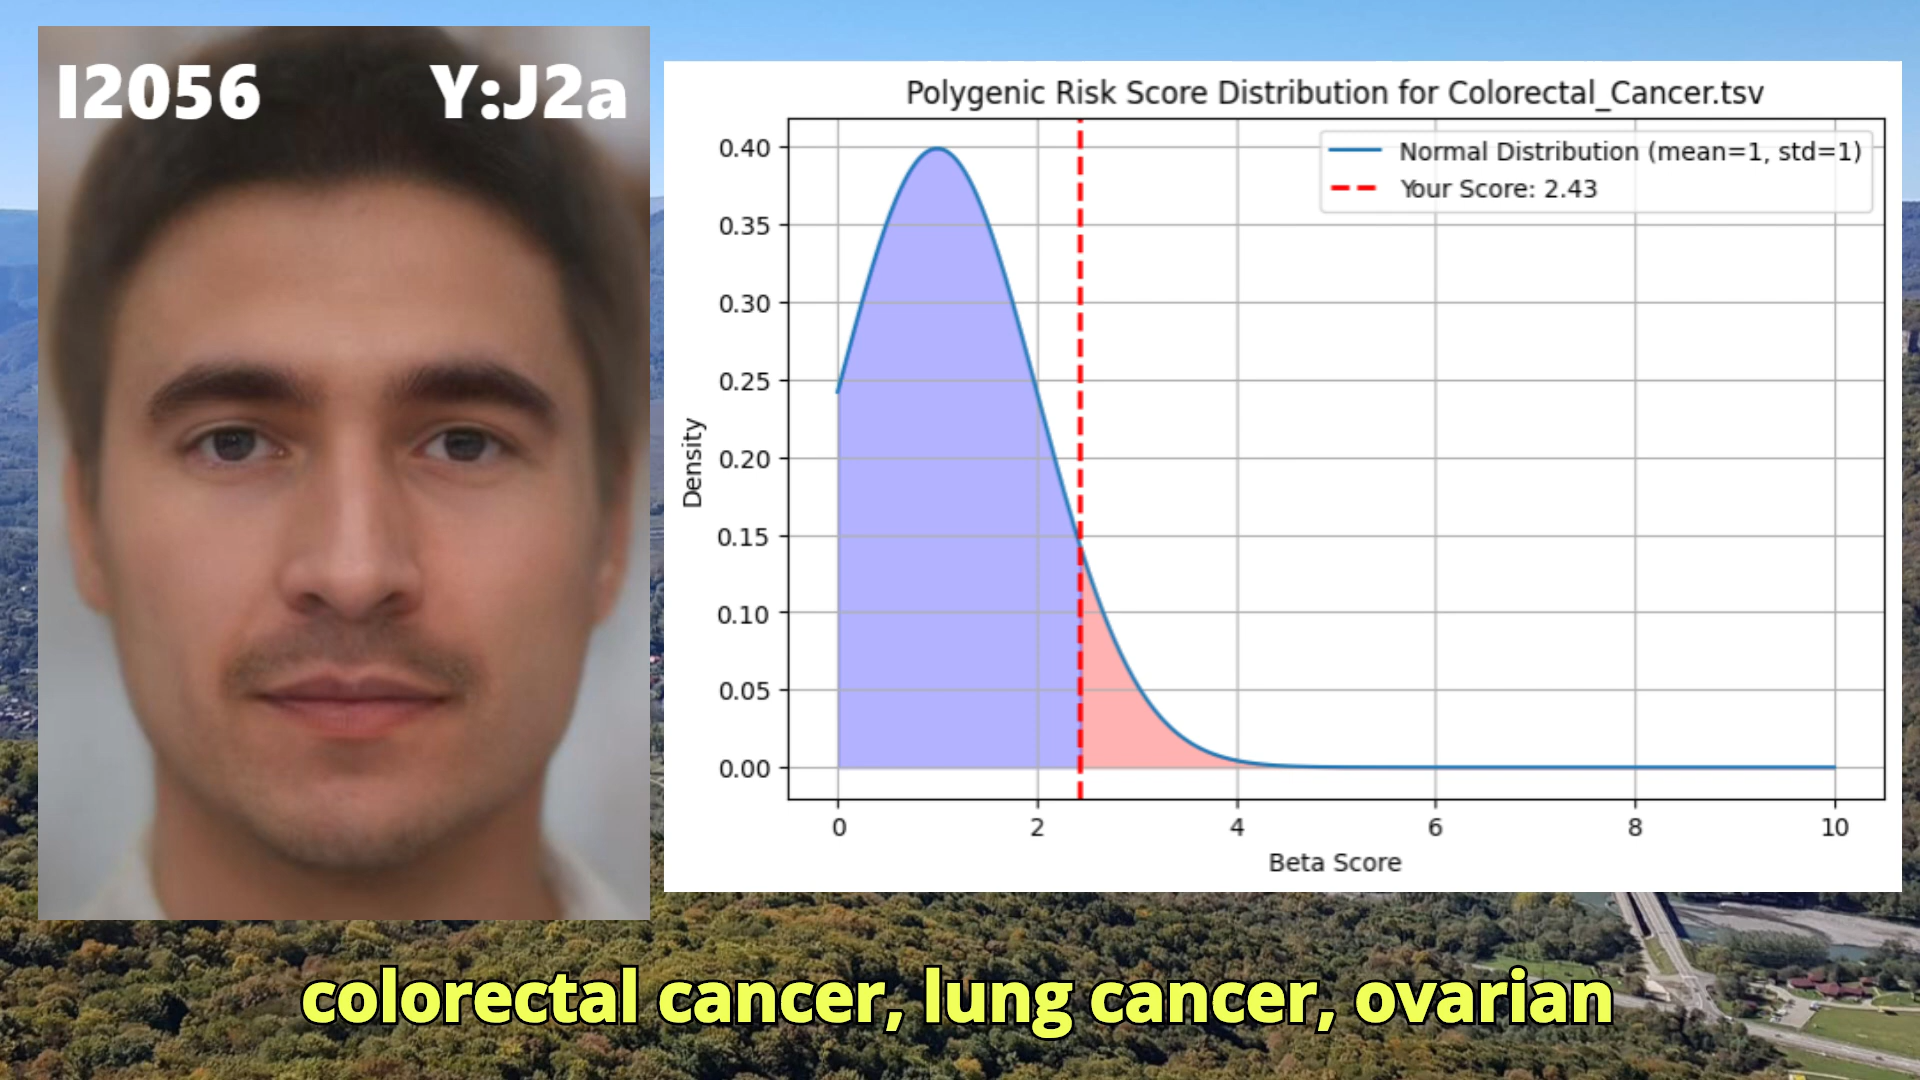 I2056 Y:J2a
Polygenic Risk Score Distribution for Colorectal_Cancer.tsv
Normal Distribution (mean=1, std=1)
Your Score: 2.43
0.40
0.35
0.30
0.25
0.20
0.15
0.10
0.05
0.00
Density
0 2 4 6 8 10
Beta Score
colorectal cancer, lung cancer, ovarian